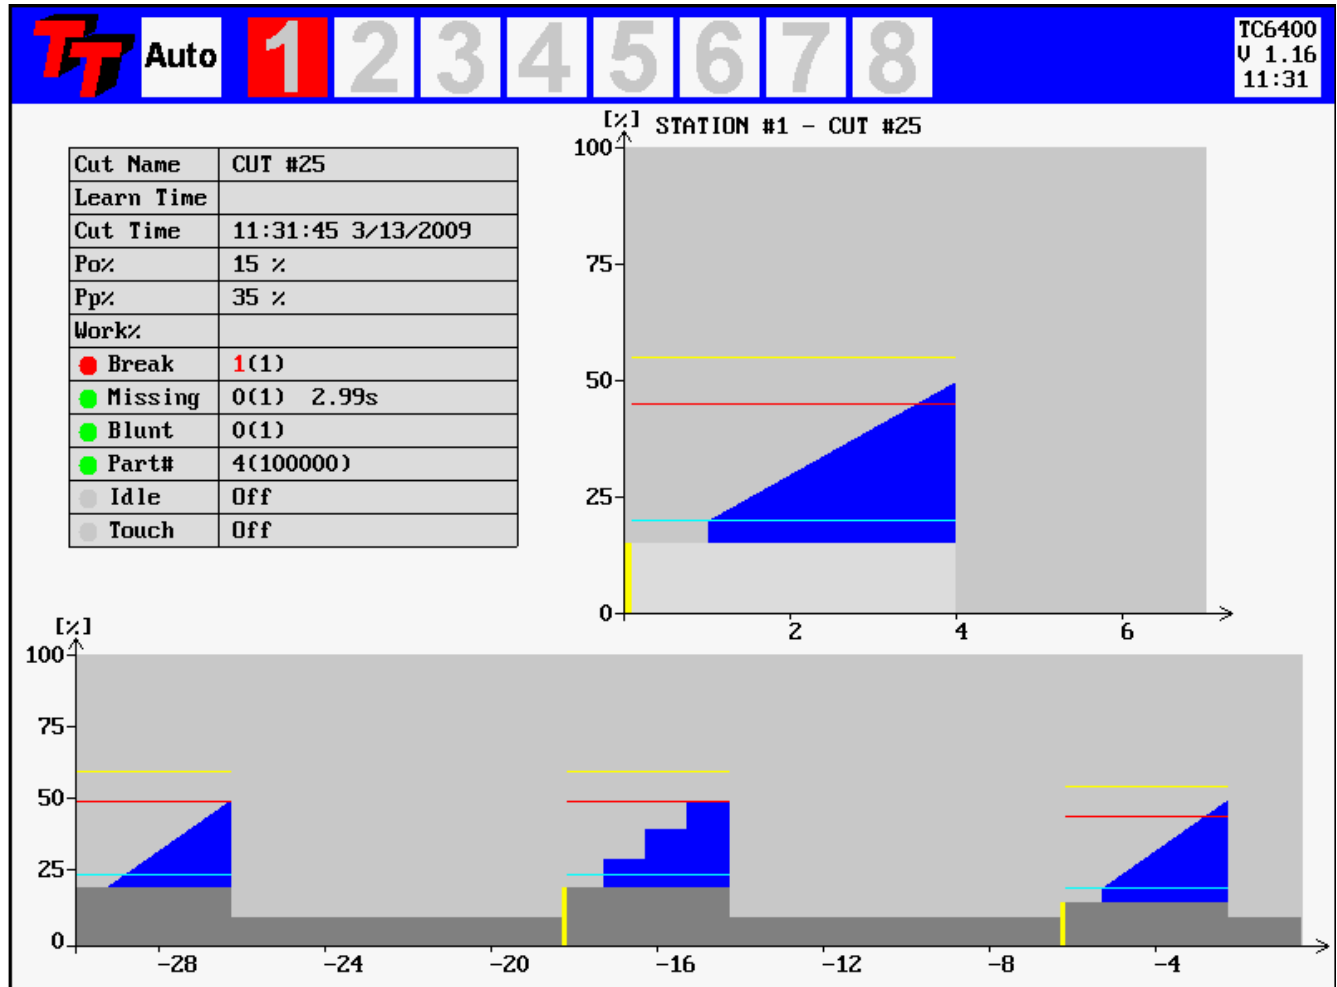 TT Auto 1 2 3 4 5 6 7 8
TC6400
V 1.16
11:31
Cut Name CUT #25
Learn Time
Cut Time 11:31:45 3/13/2009
Po% 15 %
Pp% 35 %
Work%
Break 1(1)
Missing 0(1) 2.99s
Blunt 0(1)
Part# 4(100000)
Idle Off
Touch Off
[%] STATION #1 - CUT #25
100
75
50
25
0
2 4 6
[%]
100
75
50
25
0
-28 -24 -20 -16 -12 -8 -4